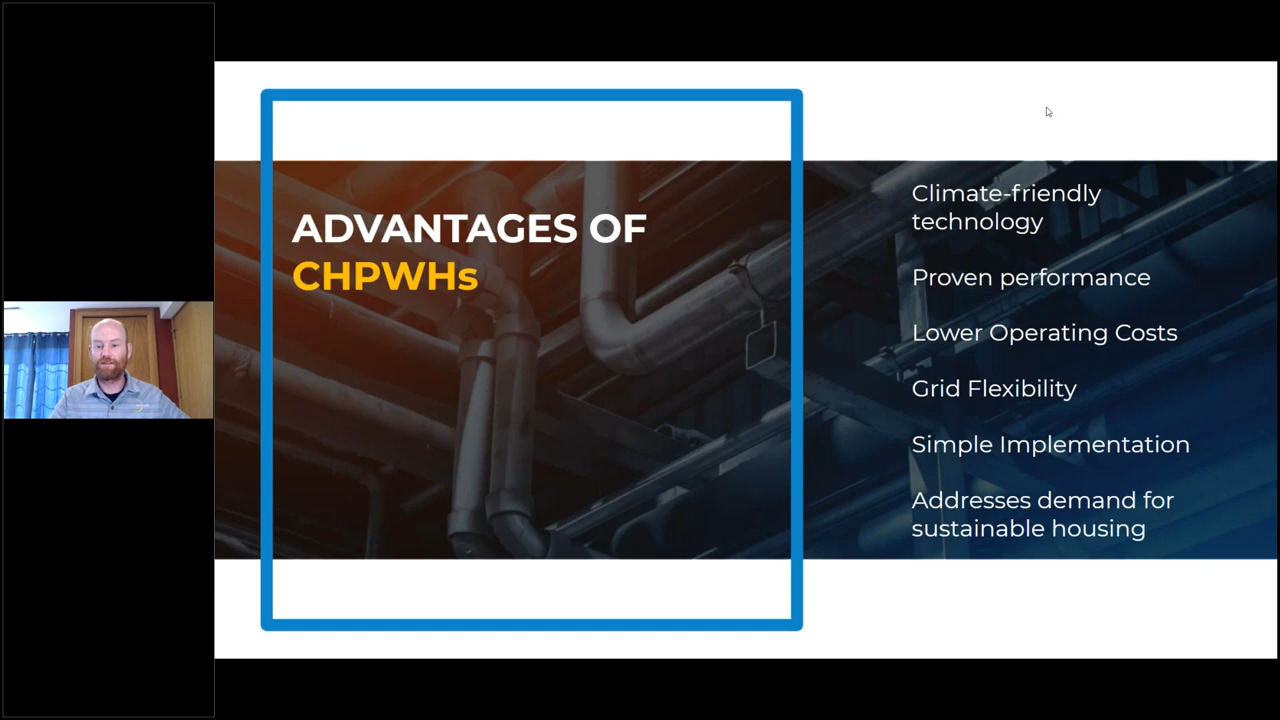 ADVANTAGES OF
CHPWHs
Climate-friendly
technology
Proven performance
Lower Operating Costs
Grid Flexibility
Simple Implementation
Addresses demand for
sustainable housing